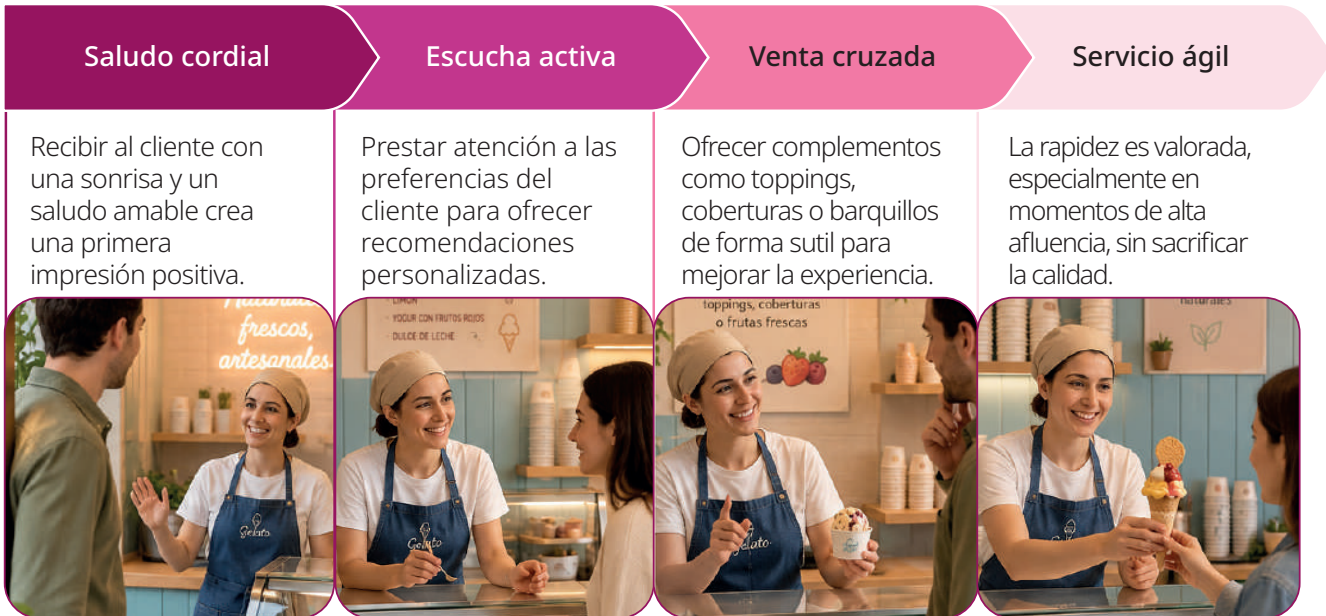 Saludo cordial
Escucha activa
Venta cruzada
Servicio ágil
Recibir al cliente con
una sonrisa y un
saludo amable crea
una primera
impresión positiva.
Prestar atención a las
preferencias del
cliente para ofrecer
recomendaciones
personalizadas.
Ofrecer complementos
como toppings,
coberturas o barquillos
de forma sutil para
mejorar la experiencia.
La rapidez es valorada,
especialmente en
momentos de alta
afluencia, sin sacrificar
la calidad.
frescos,
artesanales.
Gelato
- LIMÓN
- YOGUR CON FRUTOS ROJOS
- DULCE DE LECHE
Gelato
toppings, coberturas
o frutas frescas
Gelato
naturales
Gelato